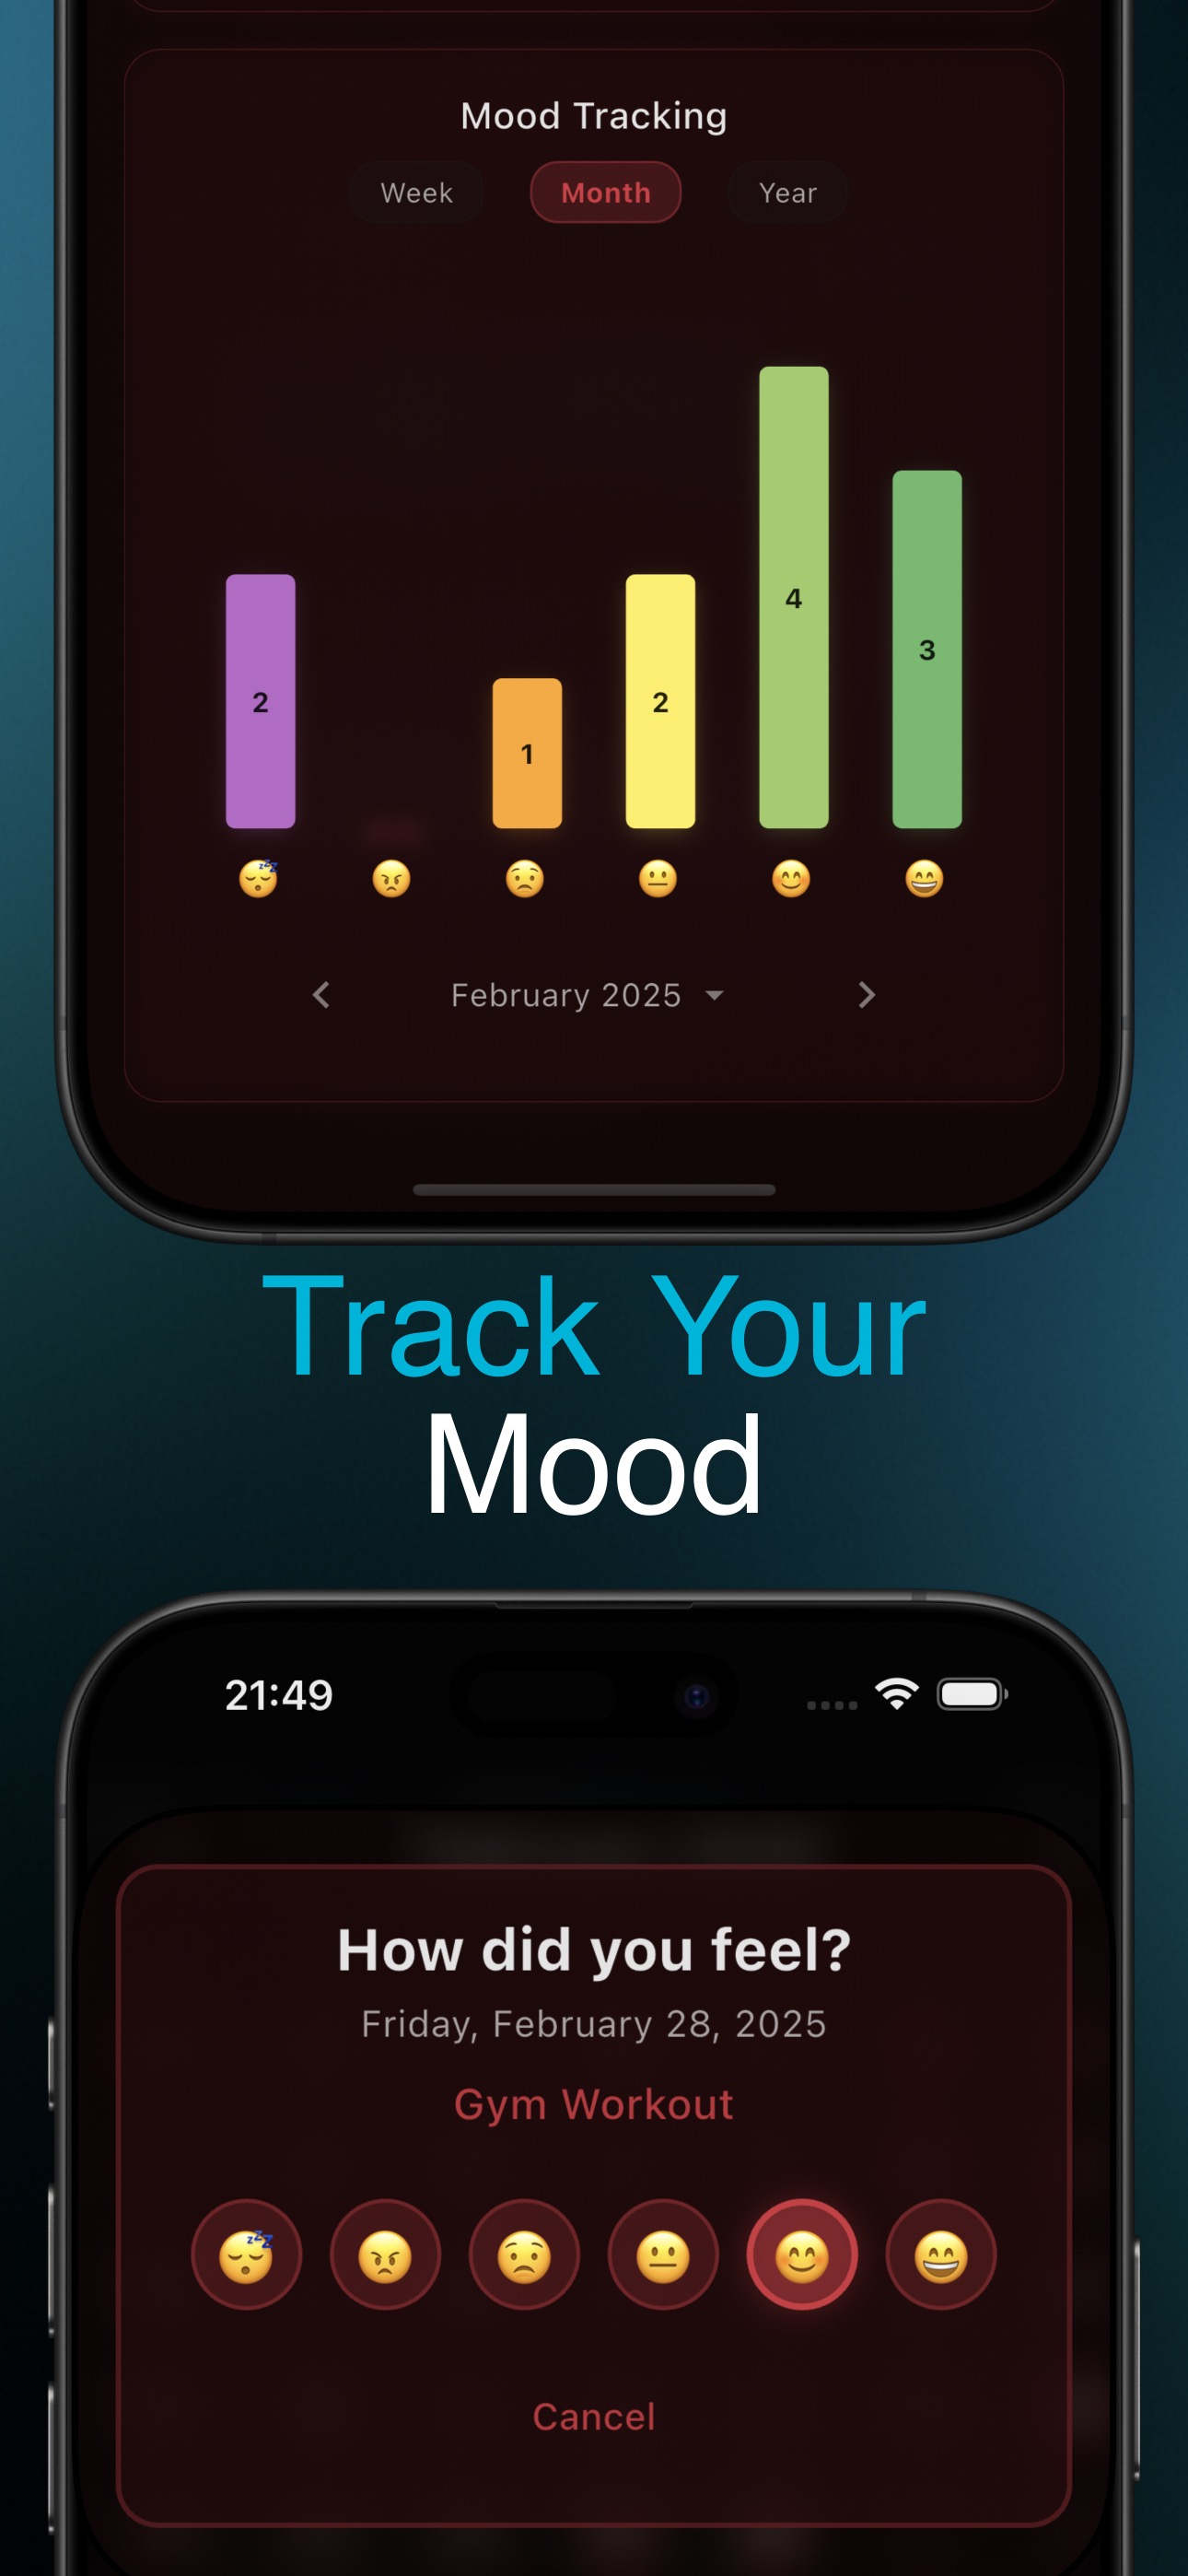 Mood Tracking
Week Month Year
2 1 2 4 3
February 2025
Track Your
Mood
21:49
How did you feel?
Friday, February 28, 2025
Gym Workout
Cancel